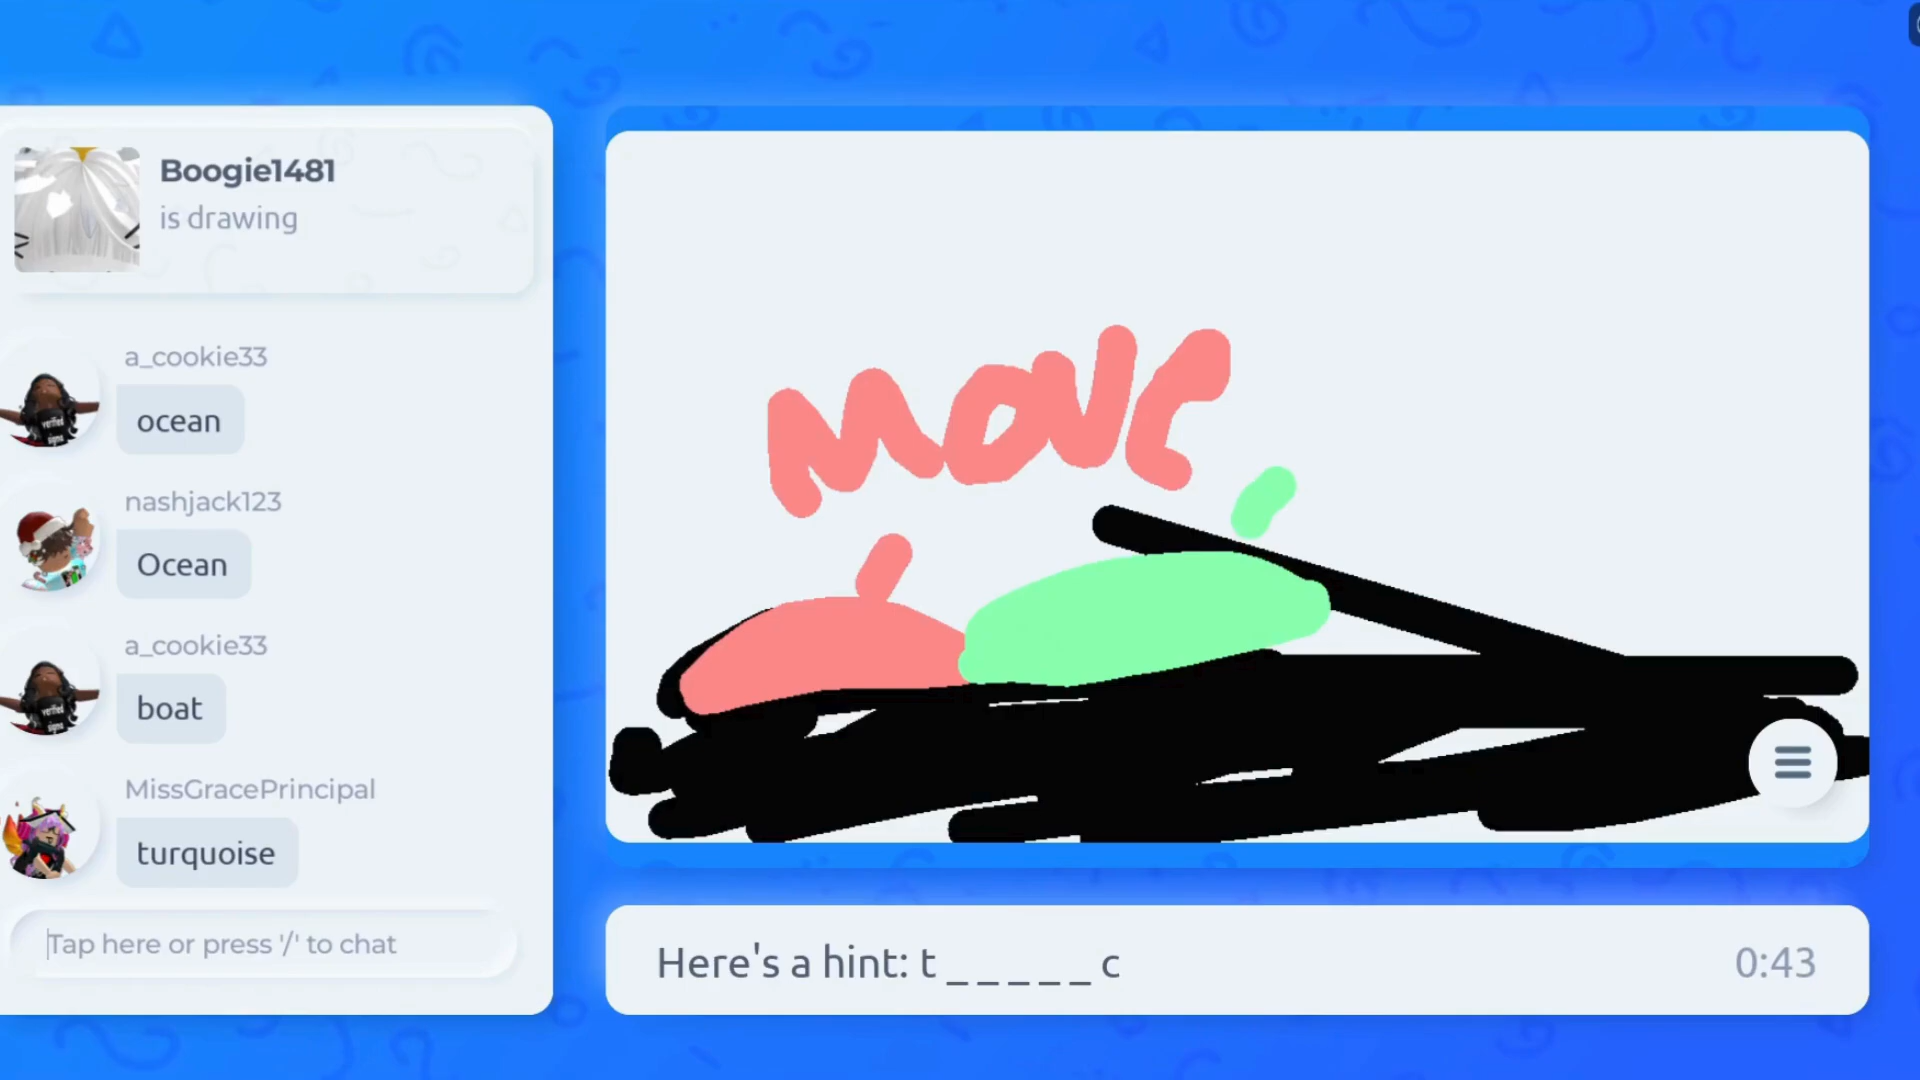 Boogie1481
is drawing
a_cookie33
ocean
nashjack123
Ocean
a_cookie33
boat
MissGracePrincipal
turquoise
Tap here or press '/' to chat
MOVE
Here's a hint: t _ _ _ _ _ c
0:43